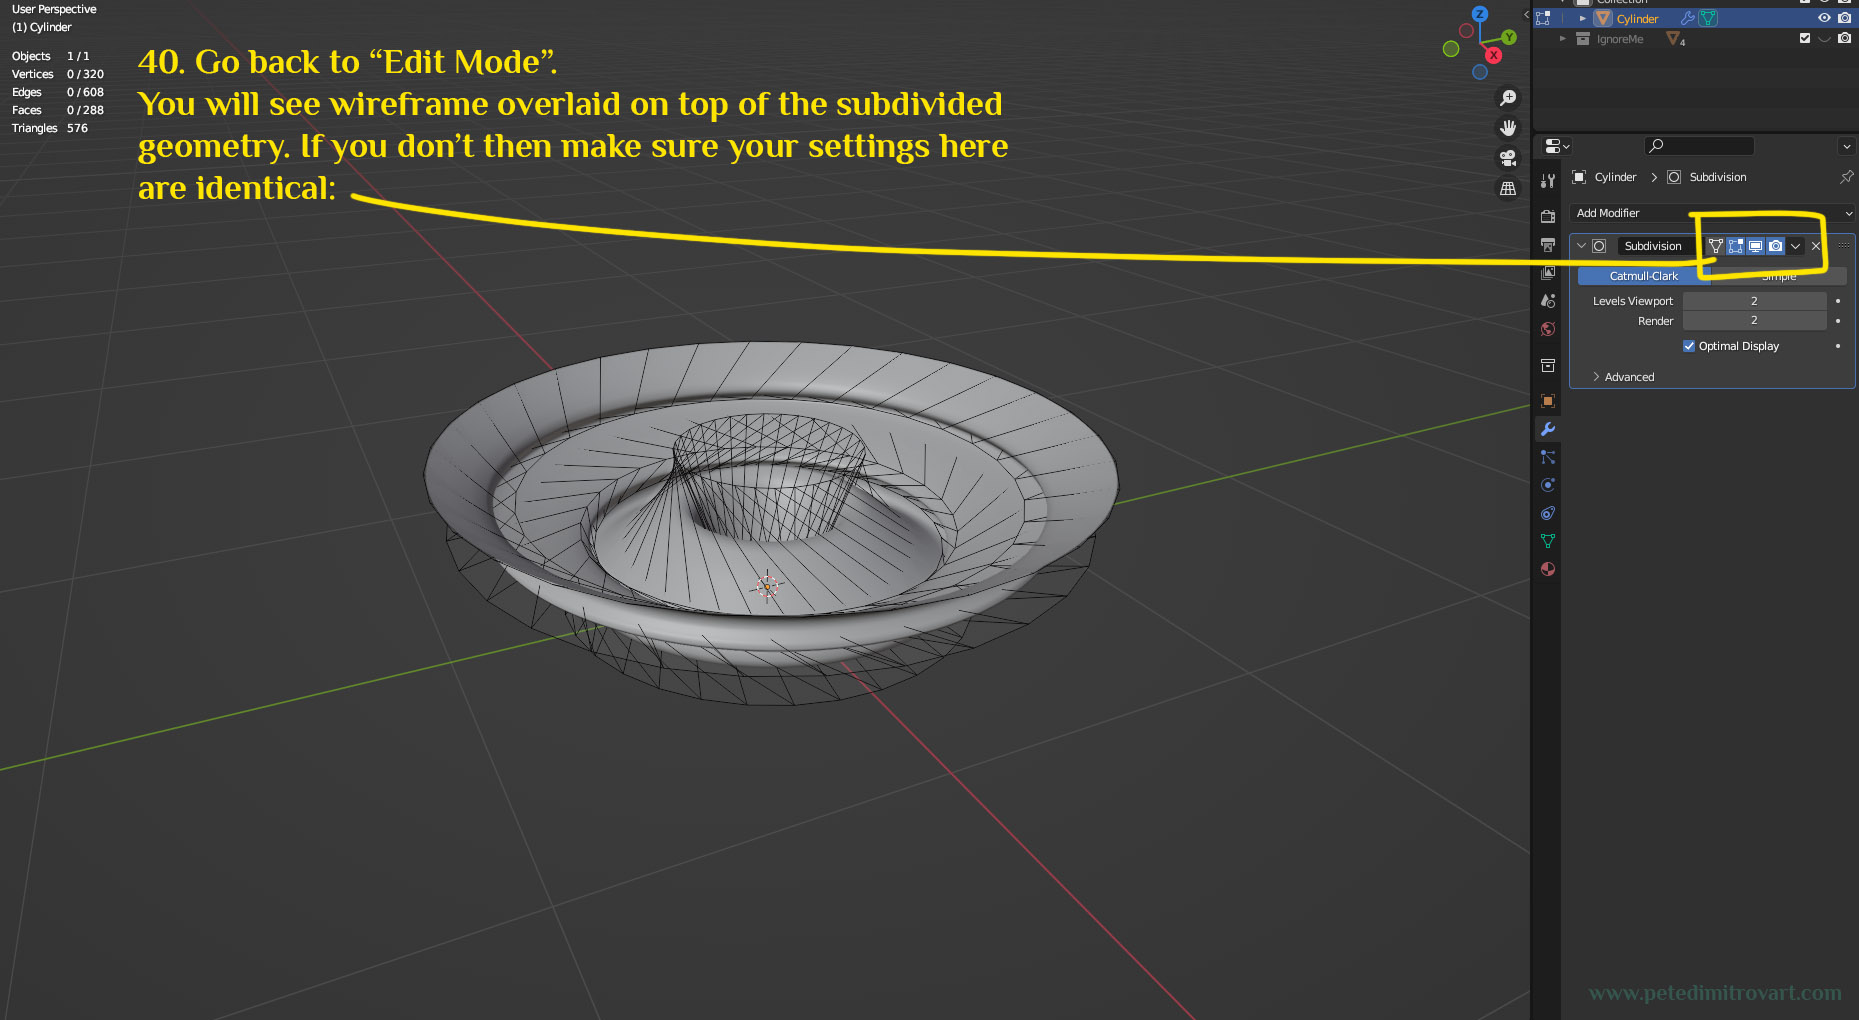 User Perspective
(1) Cylinder
Objects 1 / 1
Vertices 0 / 320
Edges 0 / 608
Faces 0 / 288
Triangles 576
40. Go back to “Edit Mode”.
You will see wireframe overlaid on top of the subdivided
geometry. If you don’t then make sure your settings here
are identical:
Z
Y
X
Collection
Cylinder
IgnoreMe 4
Cylinder > Subdivision
Add Modifier
Subdivision
Catmull-Clark Simple
Levels Viewport 2
Render 2
Optimal Display
Advanced
www.petedimitrovart.com